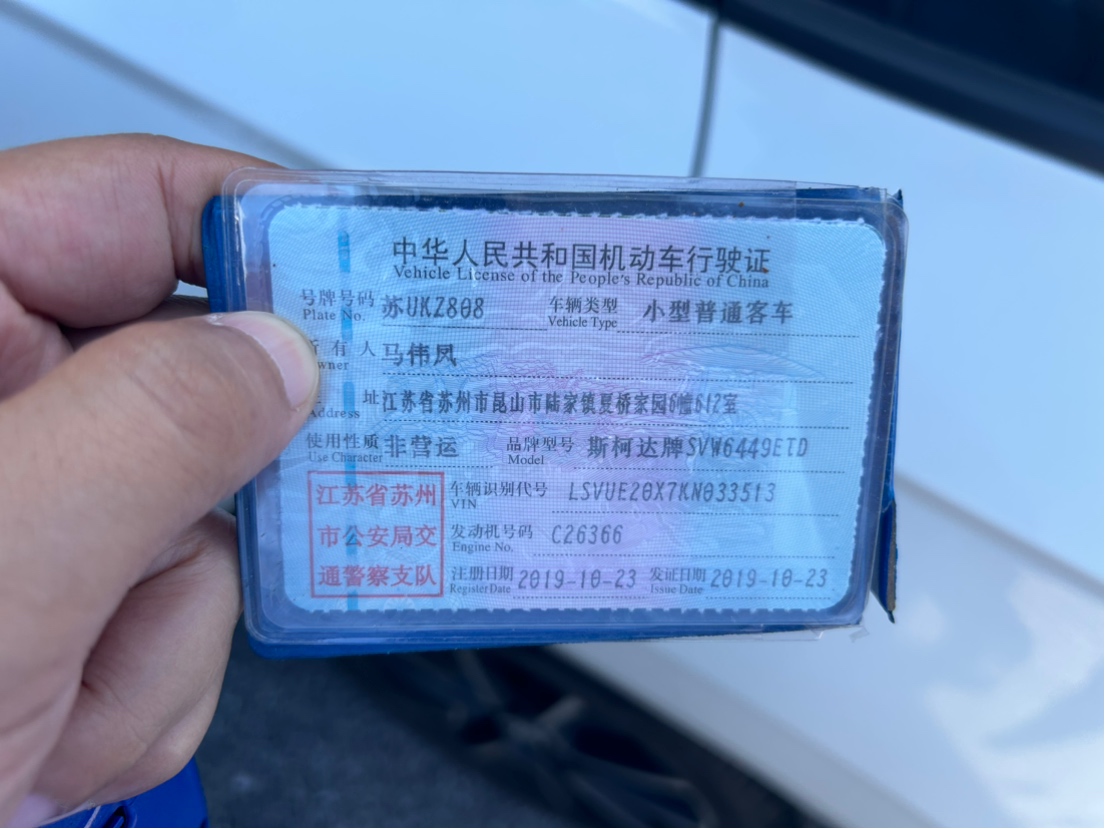 中华人民共和国机动车行驶证
Vehicle License of the People's Republic of China
号牌号码 苏UKZ808 车辆类型 小型普通客车
Plate No. Vehicle Type
有人 马伟凤
址 江苏省苏州市昆山市陆家镇夏桥家园6幢612室
Address
使用性质 非营运 品牌型号 斯柯达牌SVW6449ETD
Use Character Model
江苏省苏州
市公安局交
通警察支队
车辆识别代号 LSVUE20X7KN033513
VIN
发动机号码 C26366
Engine No.
注册日期 2019-10-23 发证日期 2019-10-23
Register Date Issue Date